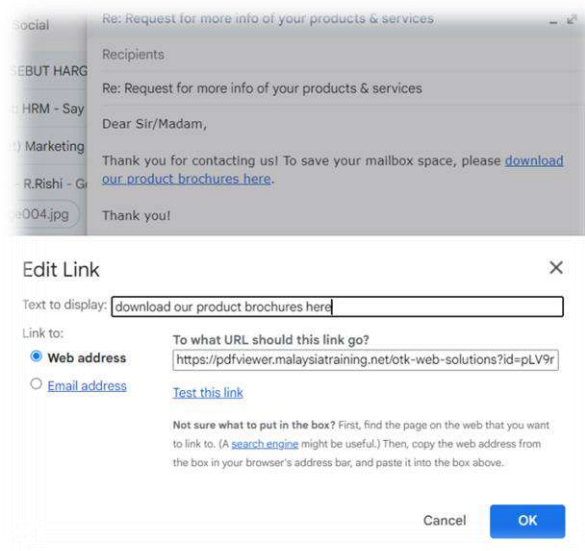 Social
Re: Request for more info of your products & services
Recipients
SEBUT HARG
Re: Request for more info of your products & services
HRM - Say
Dear Sir/Madam,
Marketing
Thank you for contacting us! To save your mailbox space, please download
- R.Rishi - G
our product brochures here.
e004.jpg
Thank you!
Edit Link
Text to display: download our product brochures here
Link to:
To what URL should this link go?
Web address
https://pdfviewer.malaysiatraining.net/otk-web-solutions?id=pLV9r
Email address
Test this link
Not sure what to put in the box? First, find the page on the web that you want
to link to. (A search engine might be useful.) Then, copy the web address from
the box in your browser's address bar, and paste it into the box above.
Cancel
OK